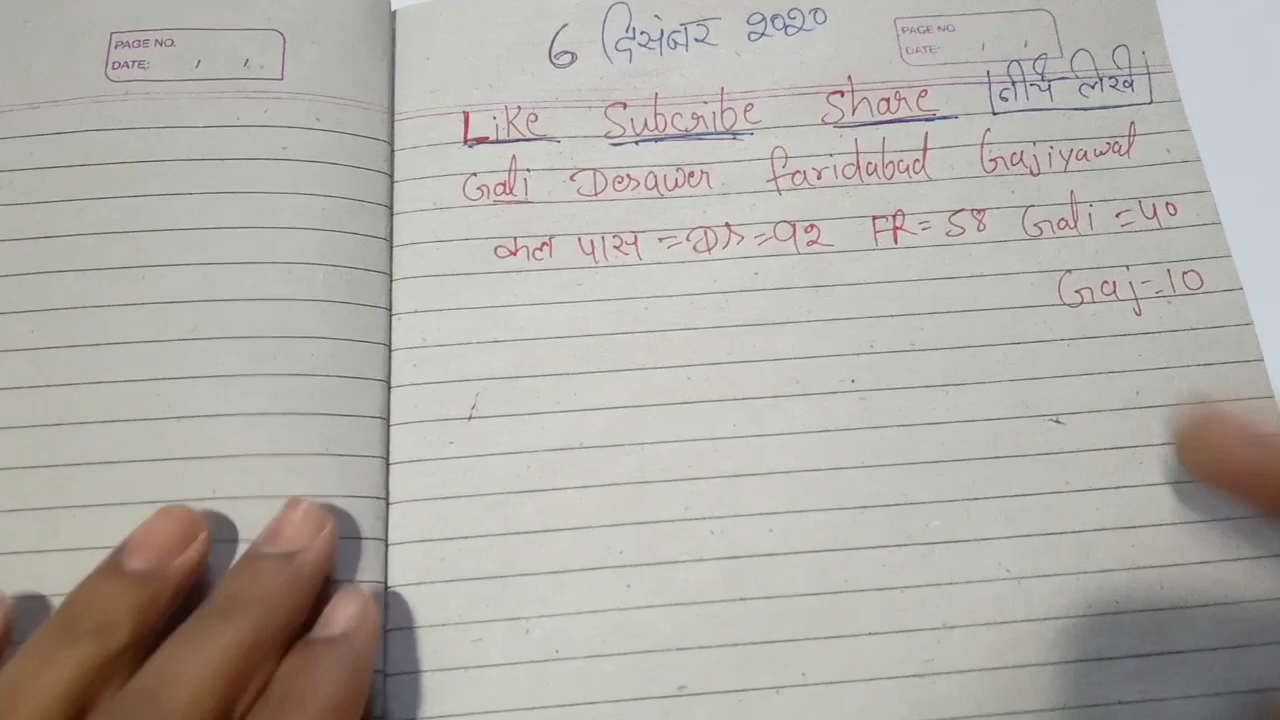 PAGE NO.
DATE: / /
6 दिसंबर 2020
PAGE NO
DATE: / /
Like Subcribe Share नीचे लिखें
Gali Desawer faridabad Gajiyawal
कल पास = DS = 92 FR = 58 Gali = 40
Gaj = 10